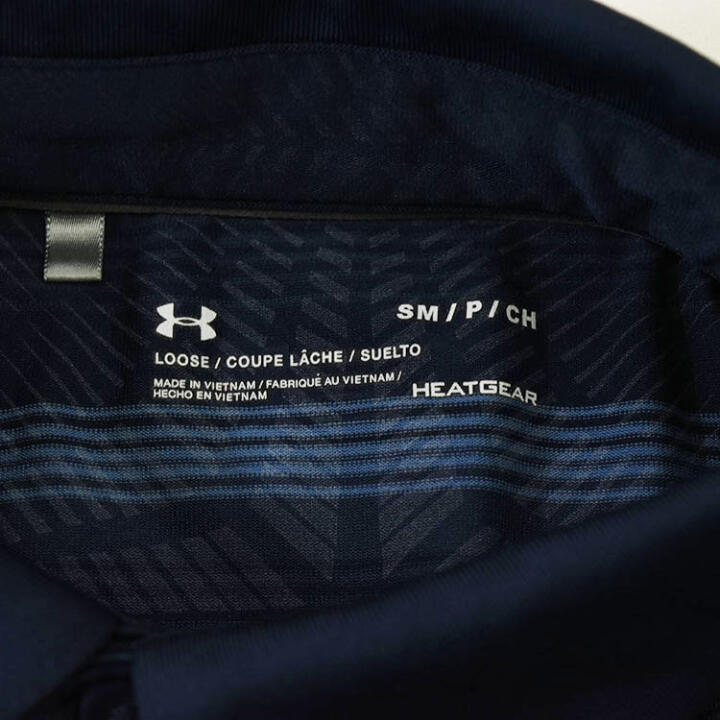 SM / P / CH
LOOSE / COUPE LÂCHE / SUELTO
MADE IN VIETNAM / FABRIQUÉ AU VIETNAM /
HECHO EN VIETNAM
HEATGEAR